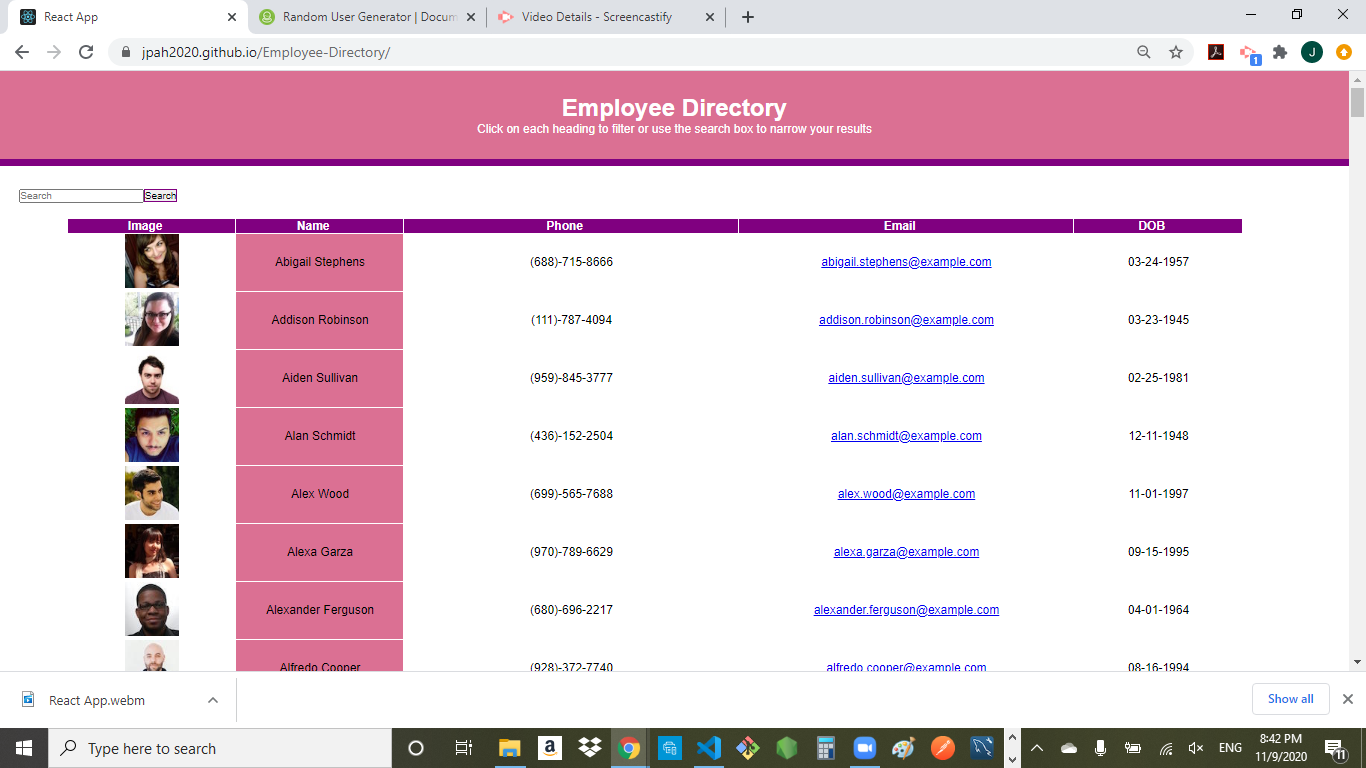 React App
Random User Generator | Docum
Video Details - Screencastify
jpah2020.github.io/Employee-Directory/
1
J
Employee Directory
Click on each heading to filter or use the search box to narrow your results
Search Search
Image Name Phone Email DOB
Abigail Stephens (688)-715-8666 abigail.stephens@example.com 03-24-1957
Addison Robinson (111)-787-4094 addison.robinson@example.com 03-23-1945
Aiden Sullivan (959)-845-3777 aiden.sullivan@example.com 02-25-1981
Alan Schmidt (436)-152-2504 alan.schmidt@example.com 12-11-1948
Alex Wood (699)-565-7688 alex.wood@example.com 11-01-1997
Alexa Garza (970)-789-6629 alexa.garza@example.com 09-15-1995
Alexander Ferguson (680)-696-2217 alexander.ferguson@example.com 04-01-1964
Alfredo Cooper (928)-372-7740 alfredo.cooper@example.com 08-16-1994
React App.webm
Show all
Type here to search
a
ENG
8:42 PM
11/9/2020
11